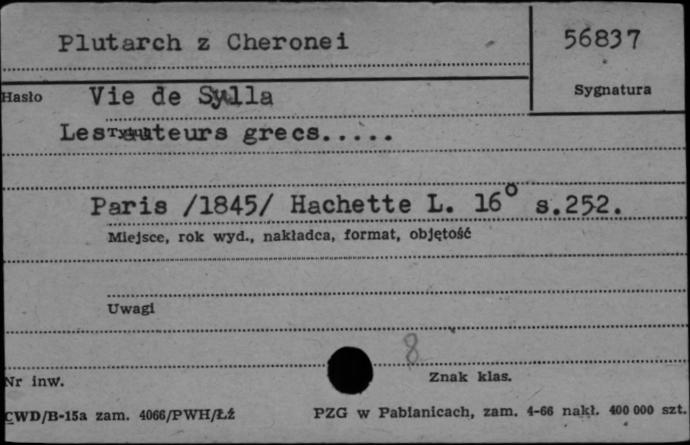 Plutarch z Cheronei 56837
Sygnatura
Hasło Vie de Sylla
Les auteurs grecs.....
Paris /1845/ Hachette L. 16° s.252.
Miejsce, rok wyd., nakładca, format, objętość
Uwagi
8
Nr inw. Znak klas.
CWD/B-15a zam. 4066/PWH/Łź PZG w Pabianicach, zam. 4-66 nakł. 400 000 szt.